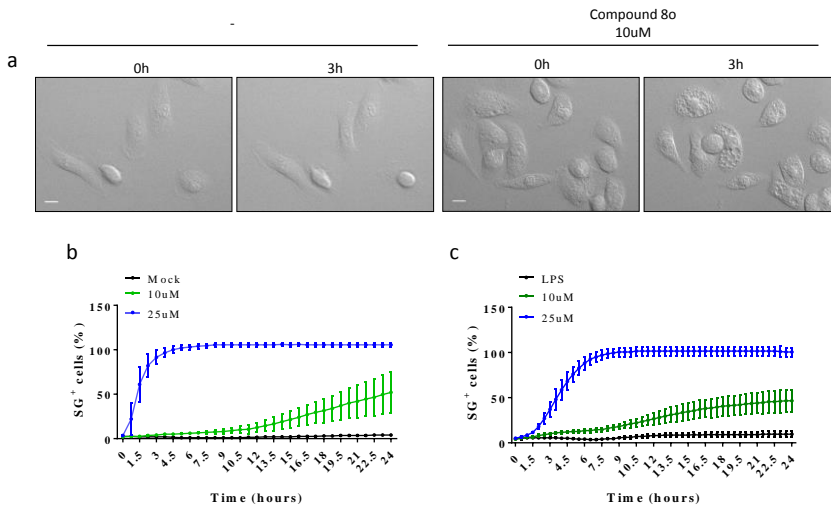 -
Compound 8o
10uM
a
0h
3h
0h
3h
b
Mock
10uM
25uM
150
100
50
0
SG+ cells (%)
0
1.5
3
4.5
6
7.5
9
10.5
12
13.5
15
16.5
18
19.5
21
22.5
24
Time (hours)
c
LPS
10uM
25uM
150
100
50
0
SG+ cells (%)
0
1.5
3
4.5
6
7.5
9
10.5
12
13.5
15
16.5
18
19.5
21
22.5
24
Time (hours)